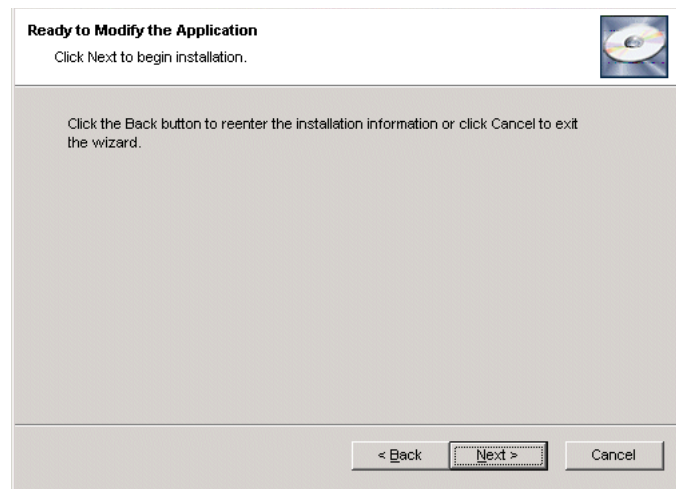 Ready to Modify the Application
Click Next to begin installation.
Click the Back button to reenter the installation information or click Cancel to exit
the wizard.
< Back
Next >
Cancel